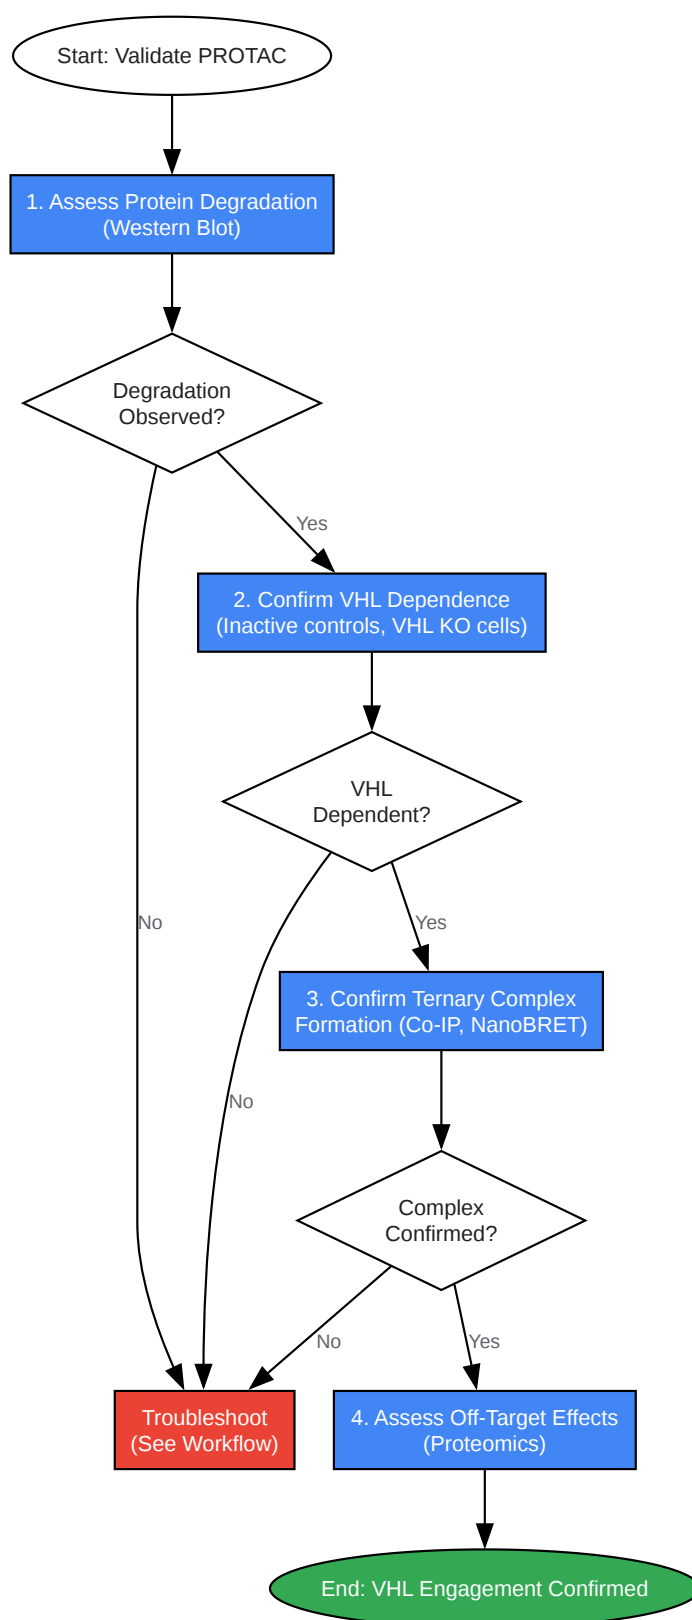 Start: Validate PROTAC
1. Assess Protein Degradation
(Western Blot)
Degradation
Observed?
Yes
2. Confirm VHL Dependence
(Inactive controls, VHL KO cells)
VHL
Dependent?
No
Yes
3. Confirm Ternary Complex
Formation (Co-IP, NanoBRET)
No
Complex
Confirmed?
No
Yes
Troubleshoot
(See Workflow)
4. Assess Off-Target Effects
(Proteomics)
End: VHL Engagement Confirmed